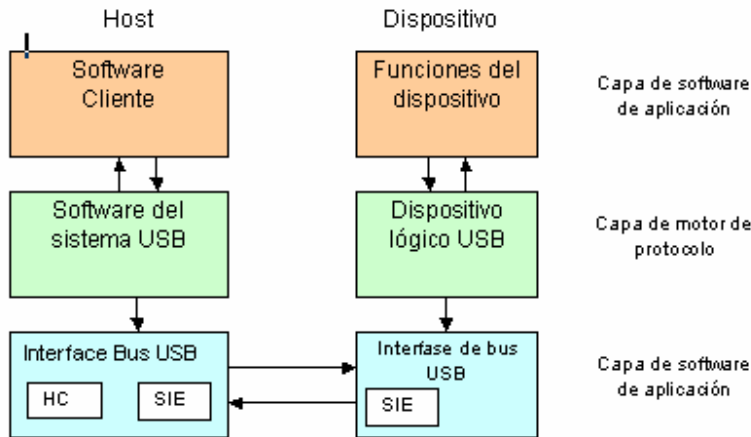 Host
Dispositivo
Software
Cliente
Funciones del
dispositivo
Capa de software
de aplicación
Software del
sistema USB
Dispositivo
lógico USB
Capa de motor de
protocolo
Interface Bus USB
HC
SIE
Interfase de bus
USB
SIE
Capa de software
de aplicación